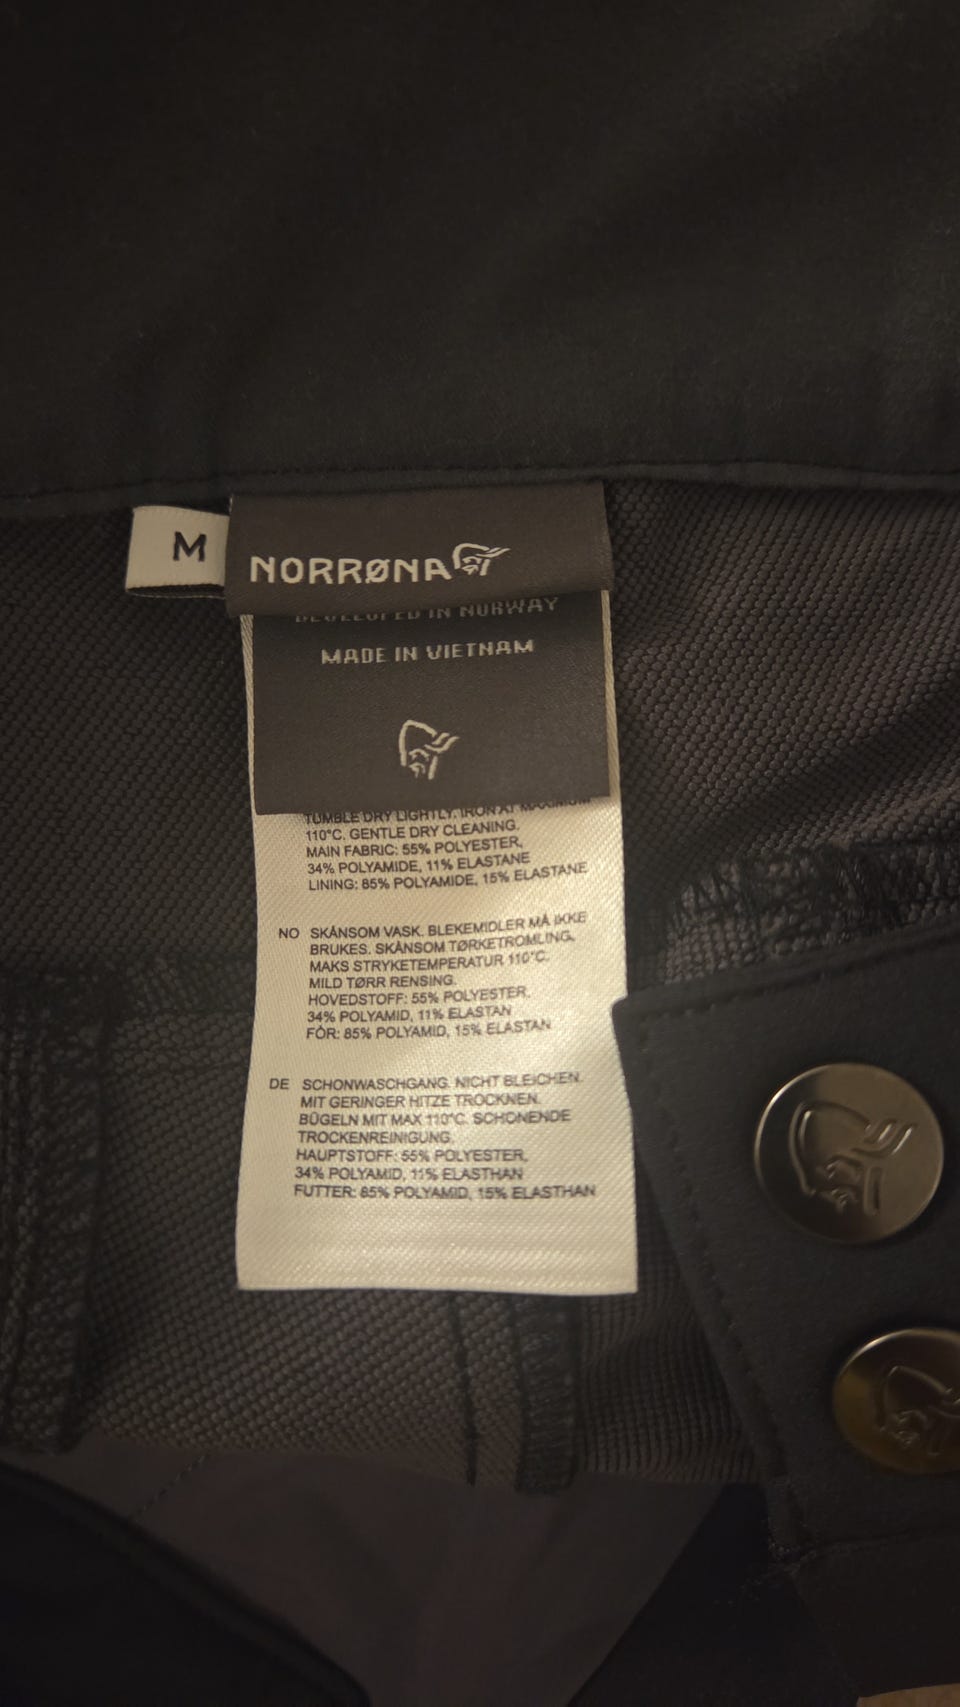 M
NORRØNA
DEVELOPED IN NORWAY
MADE IN VIETNAM
TUMBLE DRY LIGHTLY. IRON AT MAXIMUM
110°C. GENTLE DRY CLEANING.
MAIN FABRIC: 55% POLYESTER,
34% POLYAMIDE, 11% ELASTANE
LINING: 85% POLYAMIDE, 15% ELASTANE
NO SKÅNSOM VASK. BLEKEMIDLER MÅ IKKE
BRUKES. SKÅNSOM TØRKETROMLING.
MAKS STRYKETEMPERATUR 110°C.
MILD TØRR RENSING.
HOVEDSTOFF: 55% POLYESTER,
34% POLYAMID, 11% ELASTAN
FÓR: 85% POLYAMID, 15% ELASTAN
DE SCHONWASCHGANG. NICHT BLEICHEN.
MIT GERINGER HITZE TROCKNEN.
BÜGELN MIT MAX 110°C. SCHONENDE
TROCKENREINIGUNG.
HAUPTSTOFF: 55% POLYESTER,
34% POLYAMID, 11% ELASTHAN
FUTTER: 85% POLYAMID, 15% ELASTHAN